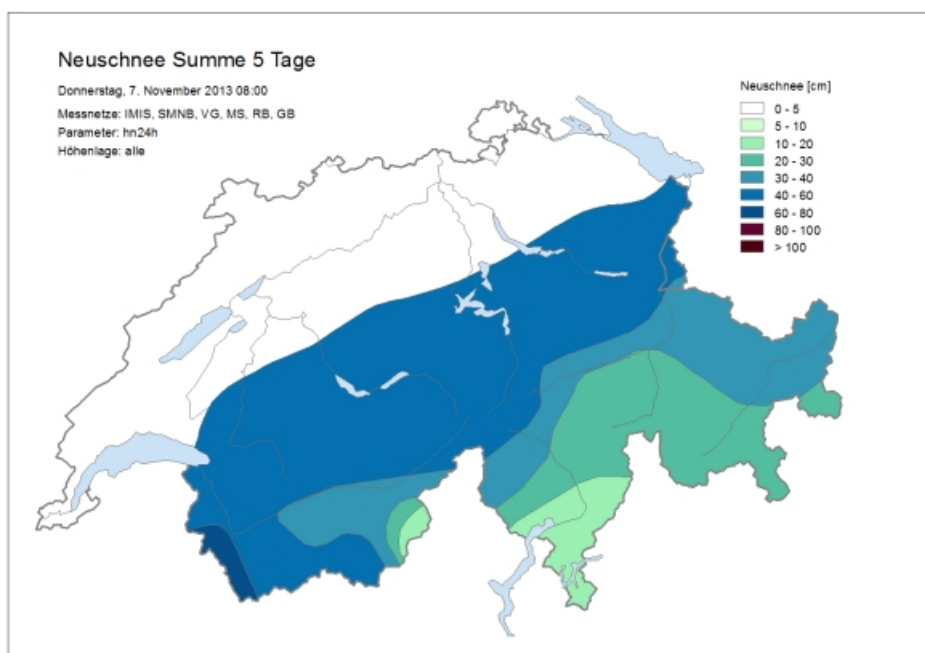 Neuschnee Summe 5 Tage
Donnerstag, 7. November 2013 08:00
Messnetze: IMIS, SMNB, VG, MS, RB, GB
Parameter: hn24h
Höhenlage: alle
Neuschnee [cm]
0 - 5
5 - 10
10 - 20
20 - 30
30 - 40
40 - 60
60 - 80
80 - 100
> 100